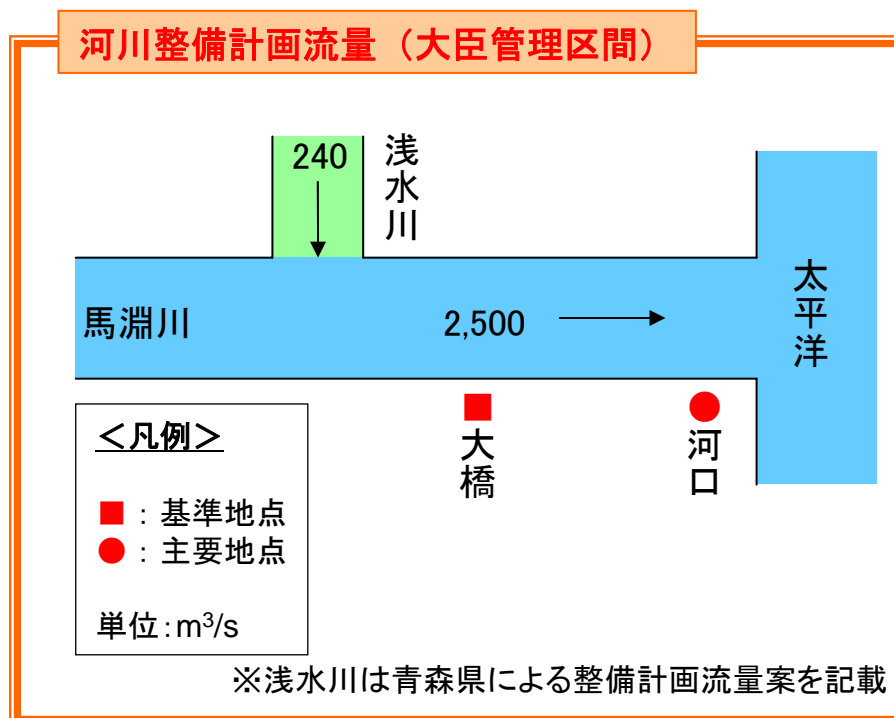 河川整備計画流量（大臣管理区間）
240
浅水川
馬淵川
2,500
太平洋
大橋
河口
＜凡例＞
■：基準地点
●：主要地点
単位：m³/s
※浅水川は青森県による整備計画流量案を記載